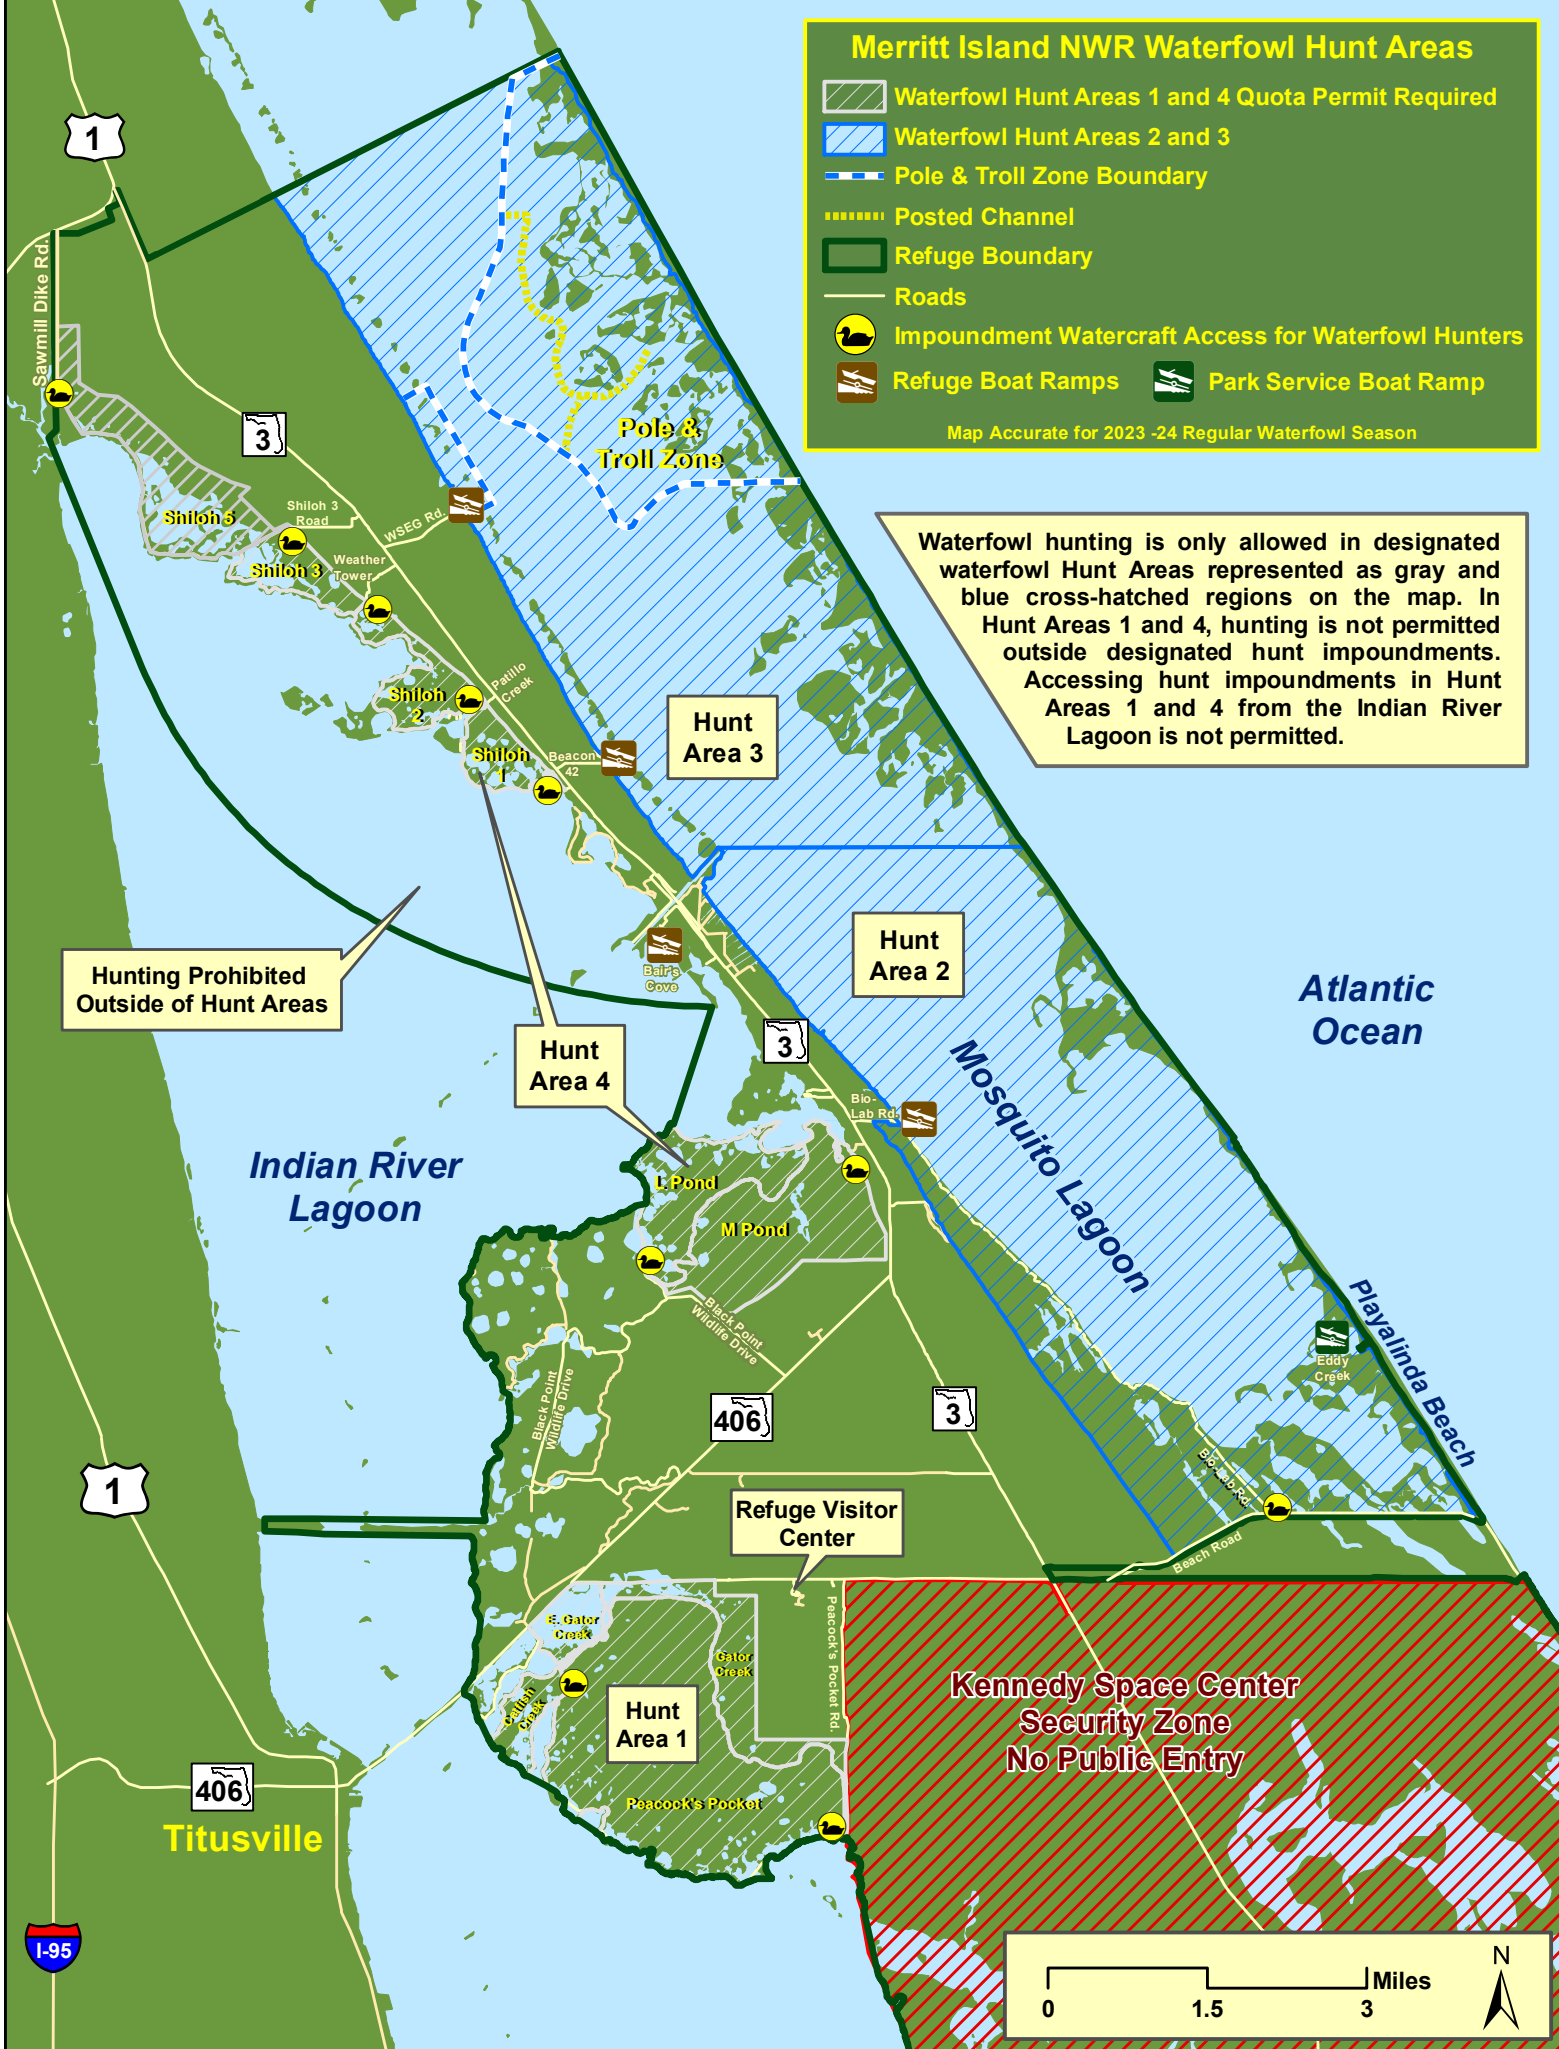 Merritt Island NWR Waterfowl Hunt Areas
Waterfowl Hunt Areas 1 and 4 Quota Permit Required
Waterfowl Hunt Areas 2 and 3
Pole & Troll Zone Boundary
Posted Channel
Refuge Boundary
Roads
Impoundment Watercraft Access for Waterfowl Hunters
Refuge Boat Ramps
Park Service Boat Ramp
Map Accurate for 2023 -24 Regular Waterfowl Season
1
Sawmill Dike Rd.
3
Pole &
Troll Zone
Shiloh 5
Shiloh 3
Road
WSEG Rd.
Shiloh 3
Weather
Tower
Waterfowl hunting is only allowed in designated
waterfowl Hunt Areas represented as gray and
blue cross-hatched regions on the map. In
Hunt Areas 1 and 4, hunting is not permitted
outside designated hunt impoundments.
Accessing hunt impoundments in Hunt
Areas 1 and 4 from the Indian River
Lagoon is not permitted.
Shiloh
2
Patillo
Creek
Shiloh
1
Beacon
42
Hunt
Area 3
Hunt
Area 2
Bair's
Cove
Hunting Prohibited
Outside of Hunt Areas
Atlantic
Ocean
Hunt
Area 4
3
Bio-
Lab Rd.
Mosquito Lagoon
Indian River
Lagoon
L Pond
M Pond
Black Point
Wildlife Drive
Black Point
Wildlife Drive
Eddy
Creek
Playalinda Beach
406
3
1
Bio-Lab Rd.
Beach Road
Refuge Visitor
Center
E. Gator
Creek
Gator
Creek
Catfish
Creek
Peacock's Pocket Rd.
Hunt
Area 1
Peacock's Pocket
Kennedy Space Center
Security Zone
No Public Entry
406
Titusville
I-95
N
Miles
0
1.5
3